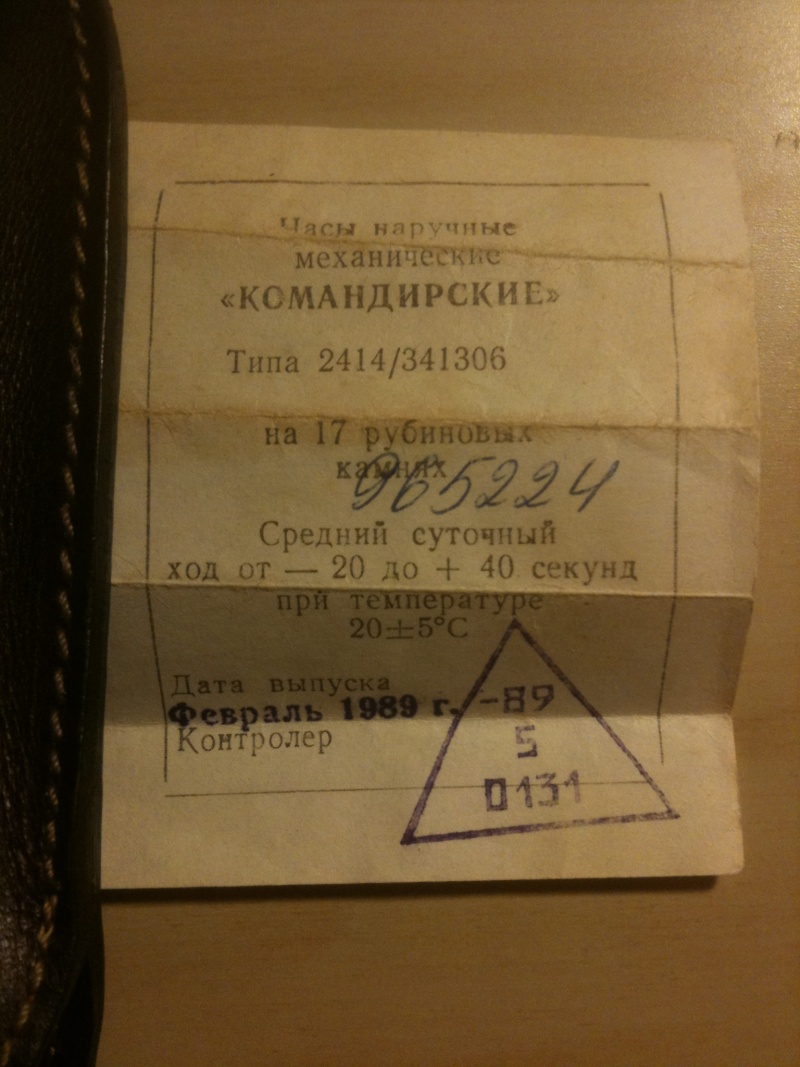 Часы наручные
механические
«КОМАНДИРСКИЕ»
Типа 2414/341306
на 17 рубиновых
камнях
965224
Средний суточный
ход от — 20 до + 40 секунд
при температуре
20±5°С
Дата выпуска
Февраль 1989 г.
Контролер
-89
5
0131